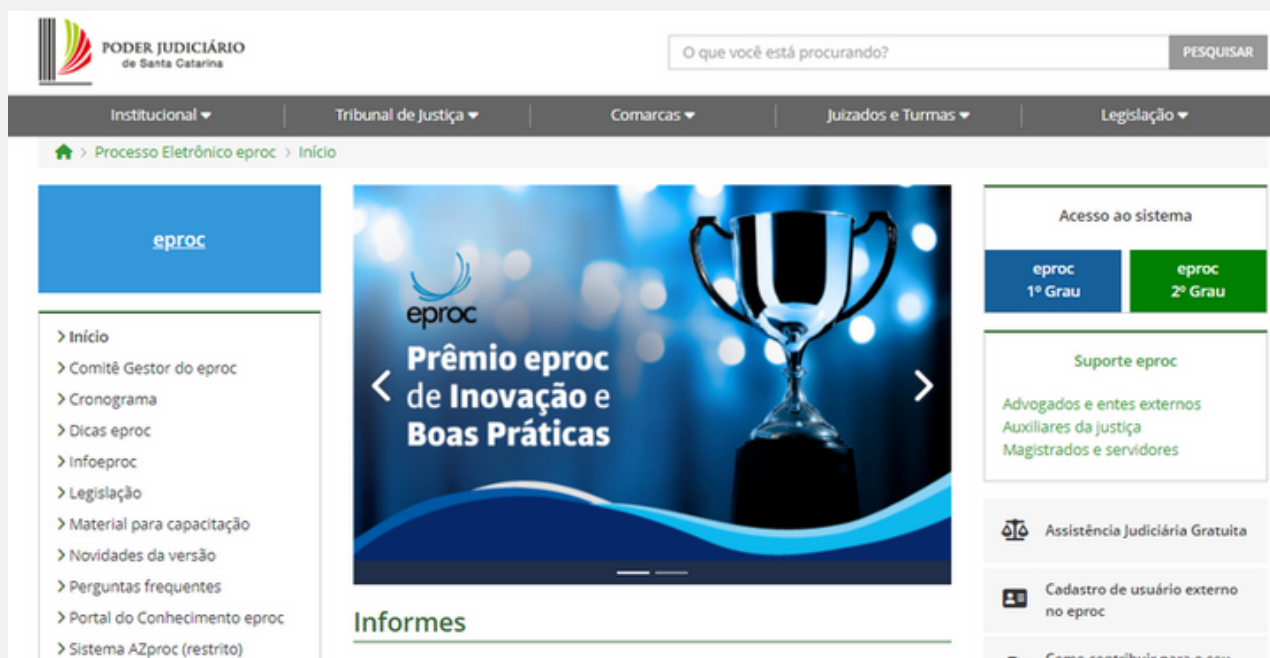 PODER JUDICIÁRIO
de Santa Catarina
O que você está procurando?
PESQUISAR
Institucional
Tribunal de Justiça
Comarcas
Juizados e Turmas
Legislação
Processo Eletrônico eproc > Início
eproc
Início
Comitê Gestor do eproc
Cronograma
Dicas eproc
Infoeproc
Legislação
Material para capacitação
Novidades da versão
Perguntas frequentes
Portal do Conhecimento eproc
Sistema AZproc (restrito)
eproc
Prêmio eproc
de Inovação e
Boas Práticas
Informes
Acesso ao sistema
eproc
1º Grau
eproc
2º Grau
Suporte eproc
Advogados e entes externos
Auxiliares da justiça
Magistrados e servidores
Assistência Judiciária Gratuita
Cadastro de usuário externo
no eproc
Como contribuir para o seu